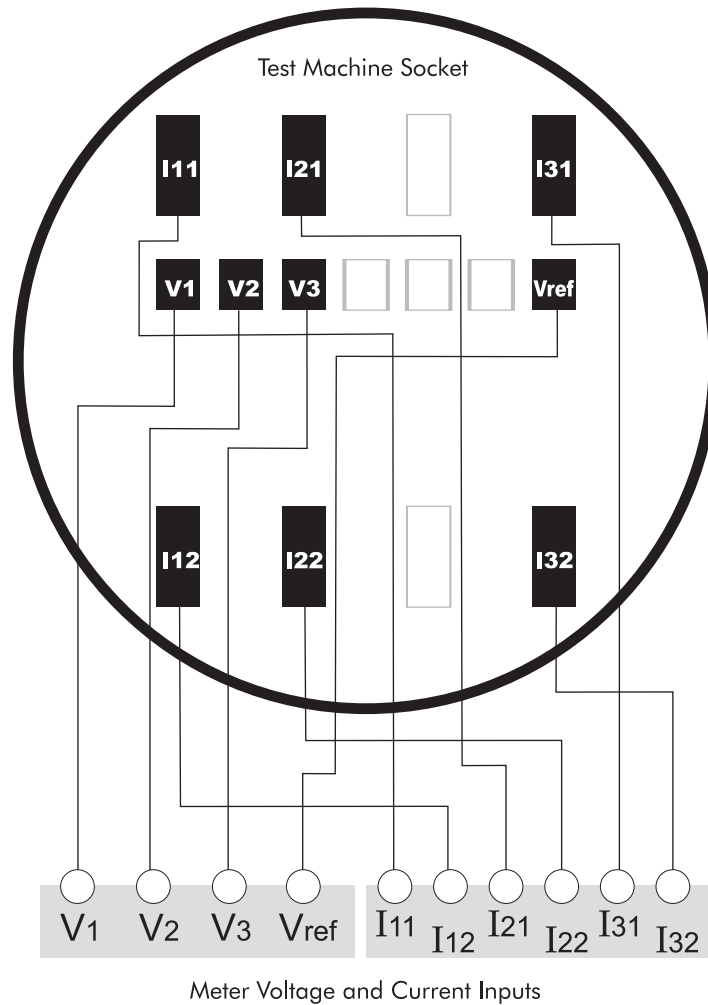 Test Machine Socket
I11 I21 I31
V1 V2 V3 Vref
I12 I22 I32
V1 V2 V3 Vref I11 I12 I21 I22 I31 I32
Meter Voltage and Current Inputs